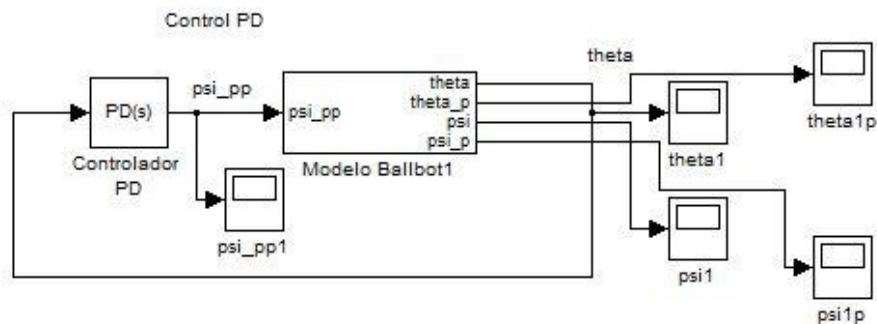 Control PD
theta
psi_pp
PD(s)
Controlador
PD
psi_pp
theta
theta_p
psi
psi_p
Modelo Ballbot1
psi_pp1
theta1
theta1p
psi1
psi1p